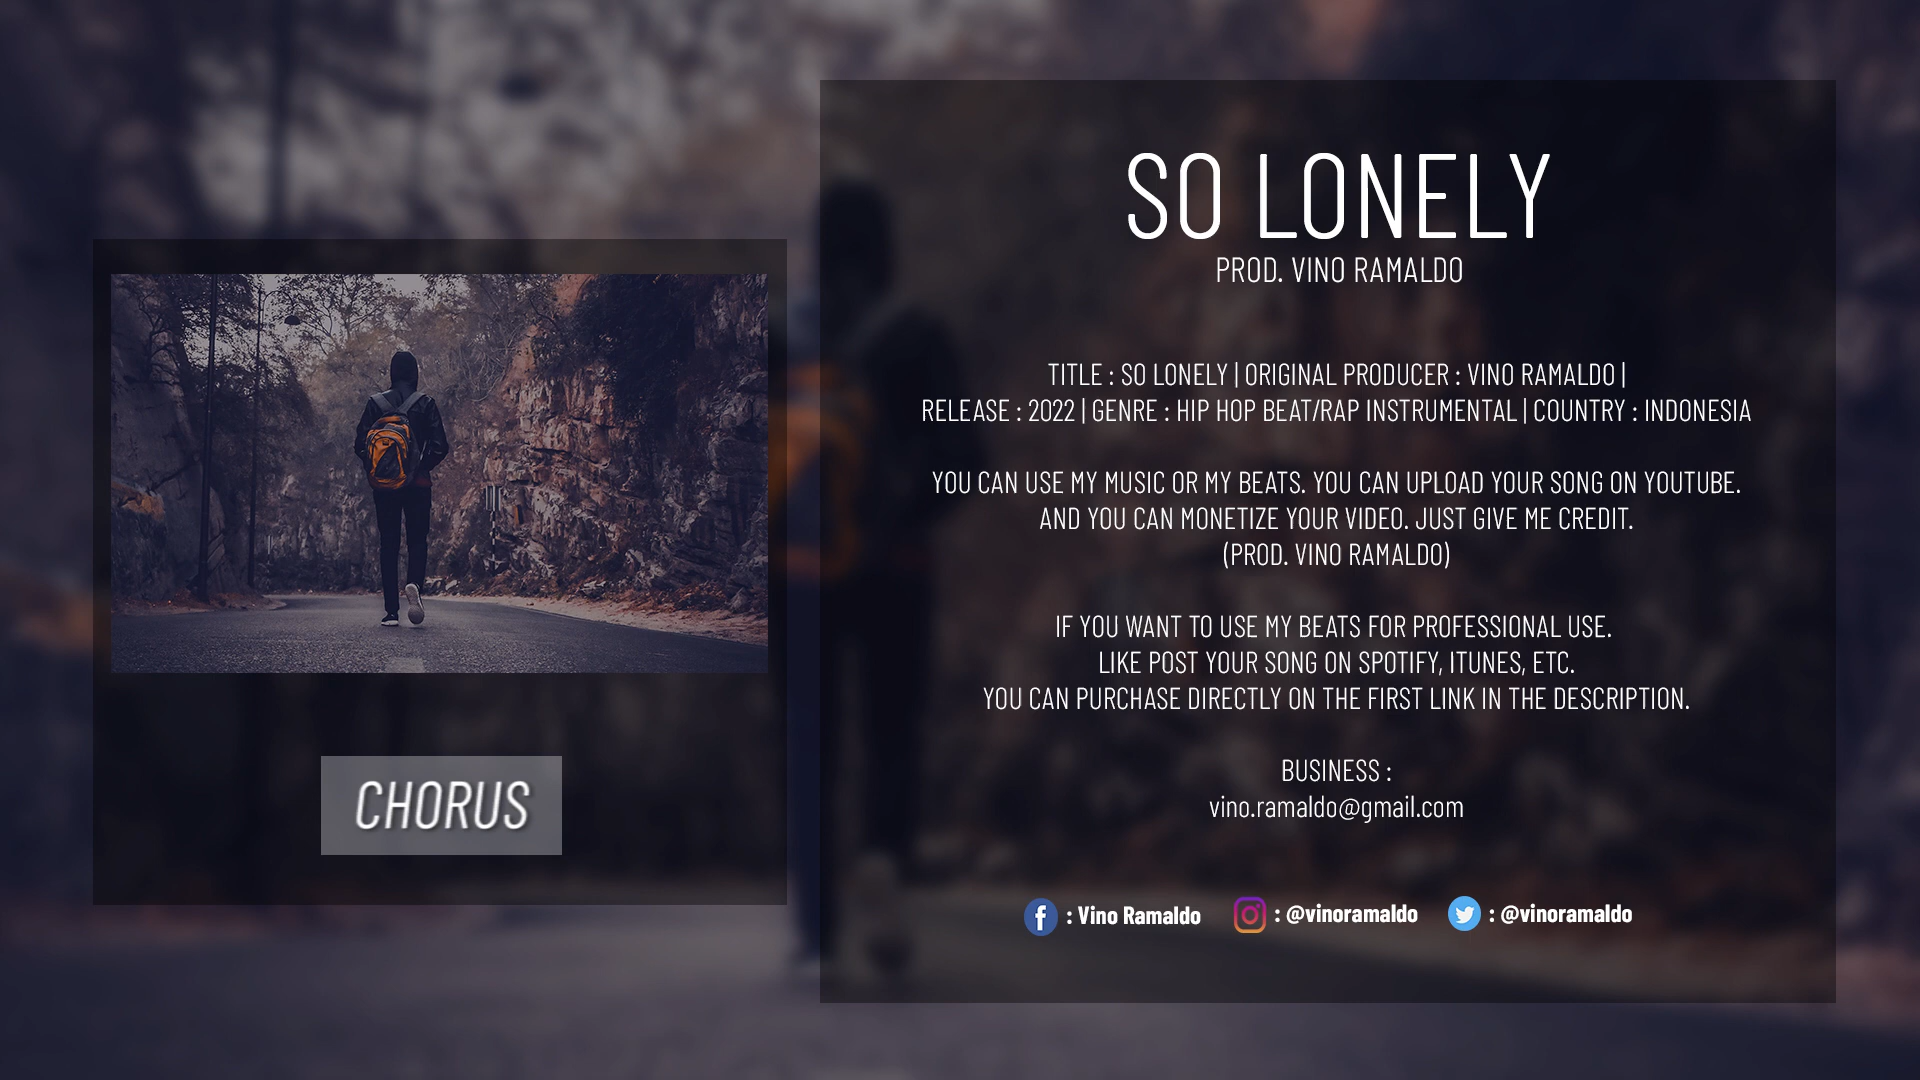 SO LONELY
PROD. VINO RAMALDO
TITLE : SO LONELY | ORIGINAL PRODUCER : VINO RAMALDO |
RELEASE : 2022 | GENRE : HIP HOP BEAT/RAP INSTRUMENTAL | COUNTRY : INDONESIA
YOU CAN USE MY MUSIC OR MY BEATS. YOU CAN UPLOAD YOUR SONG ON YOUTUBE.
AND YOU CAN MONETIZE YOUR VIDEO. JUST GIVE ME CREDIT.
(PROD. VINO RAMALDO)
IF YOU WANT TO USE MY BEATS FOR PROFESSIONAL USE.
LIKE POST YOUR SONG ON SPOTIFY, ITUNES, ETC.
YOU CAN PURCHASE DIRECTLY ON THE FIRST LINK IN THE DESCRIPTION.
BUSINESS :
vino.ramaldo@gmail.com
: Vino Ramaldo : @vinoramaldo : @vinoramaldo
CHORUS